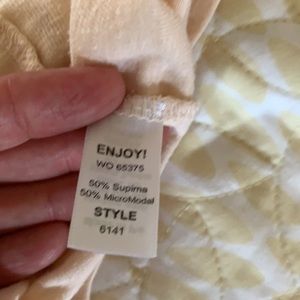 ENJOY!
WO 65375
50% Supima
50% MicroModal
STYLE
6141